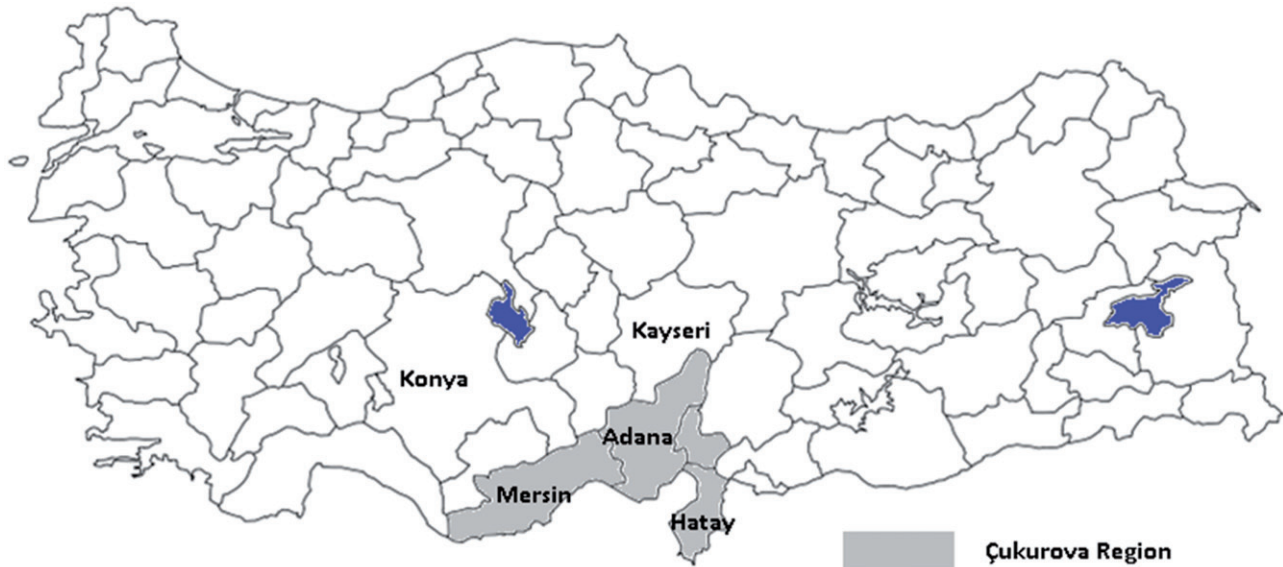 Kayseri
Konya
Adana
Mersin
Hatay
Çukurova Region